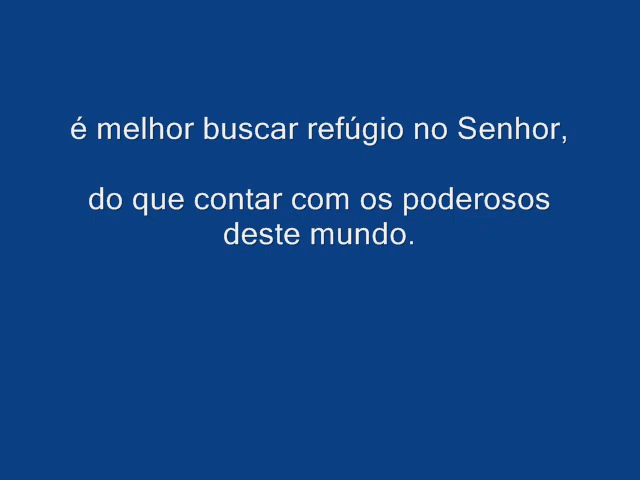 é melhor buscar refúgio no Senhor,
do que contar com os poderosos
deste mundo.